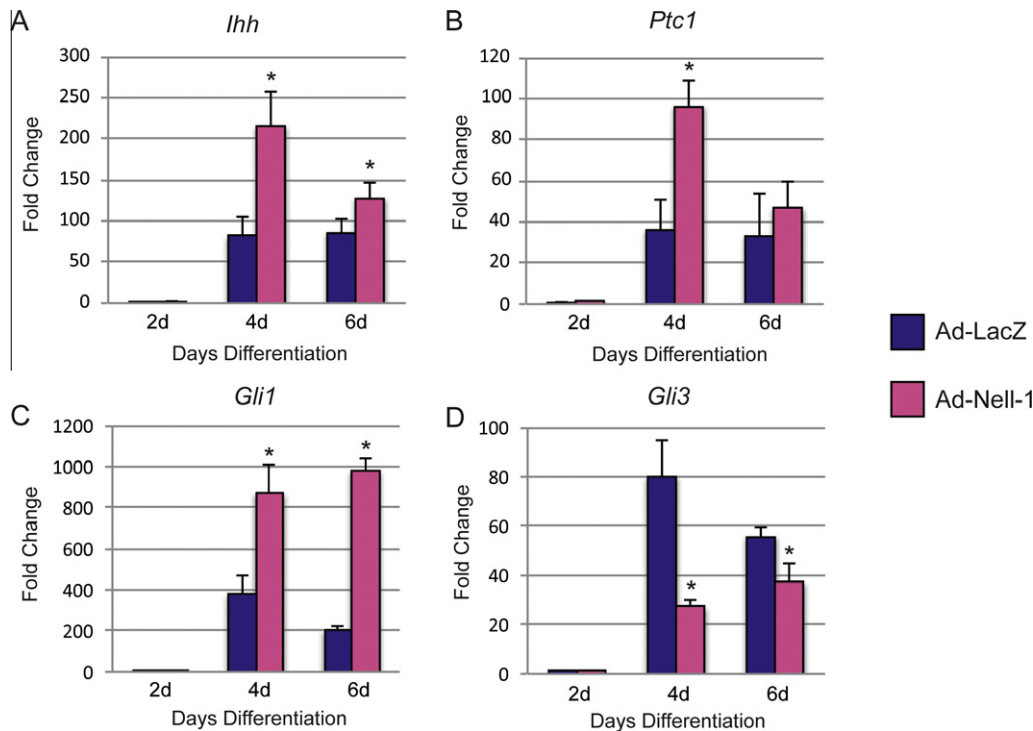 A
Ihh
Fold Change
300
250
200
150
100
50
0
*
*
2d 4d 6d
Days Differentiation
B
Ptc1
Fold Change
120
100
80
60
40
20
0
*
2d 4d 6d
Days Differentiation
Ad-LacZ
Ad-Nell-1
C
Gli1
Fold Change
1200
1000
800
600
400
200
0
*
*
2d 4d 6d
Days Differentiation
D
Gli3
Fold Change
100
80
60
40
20
0
*
*
2d 4d 6d
Days Differentiation